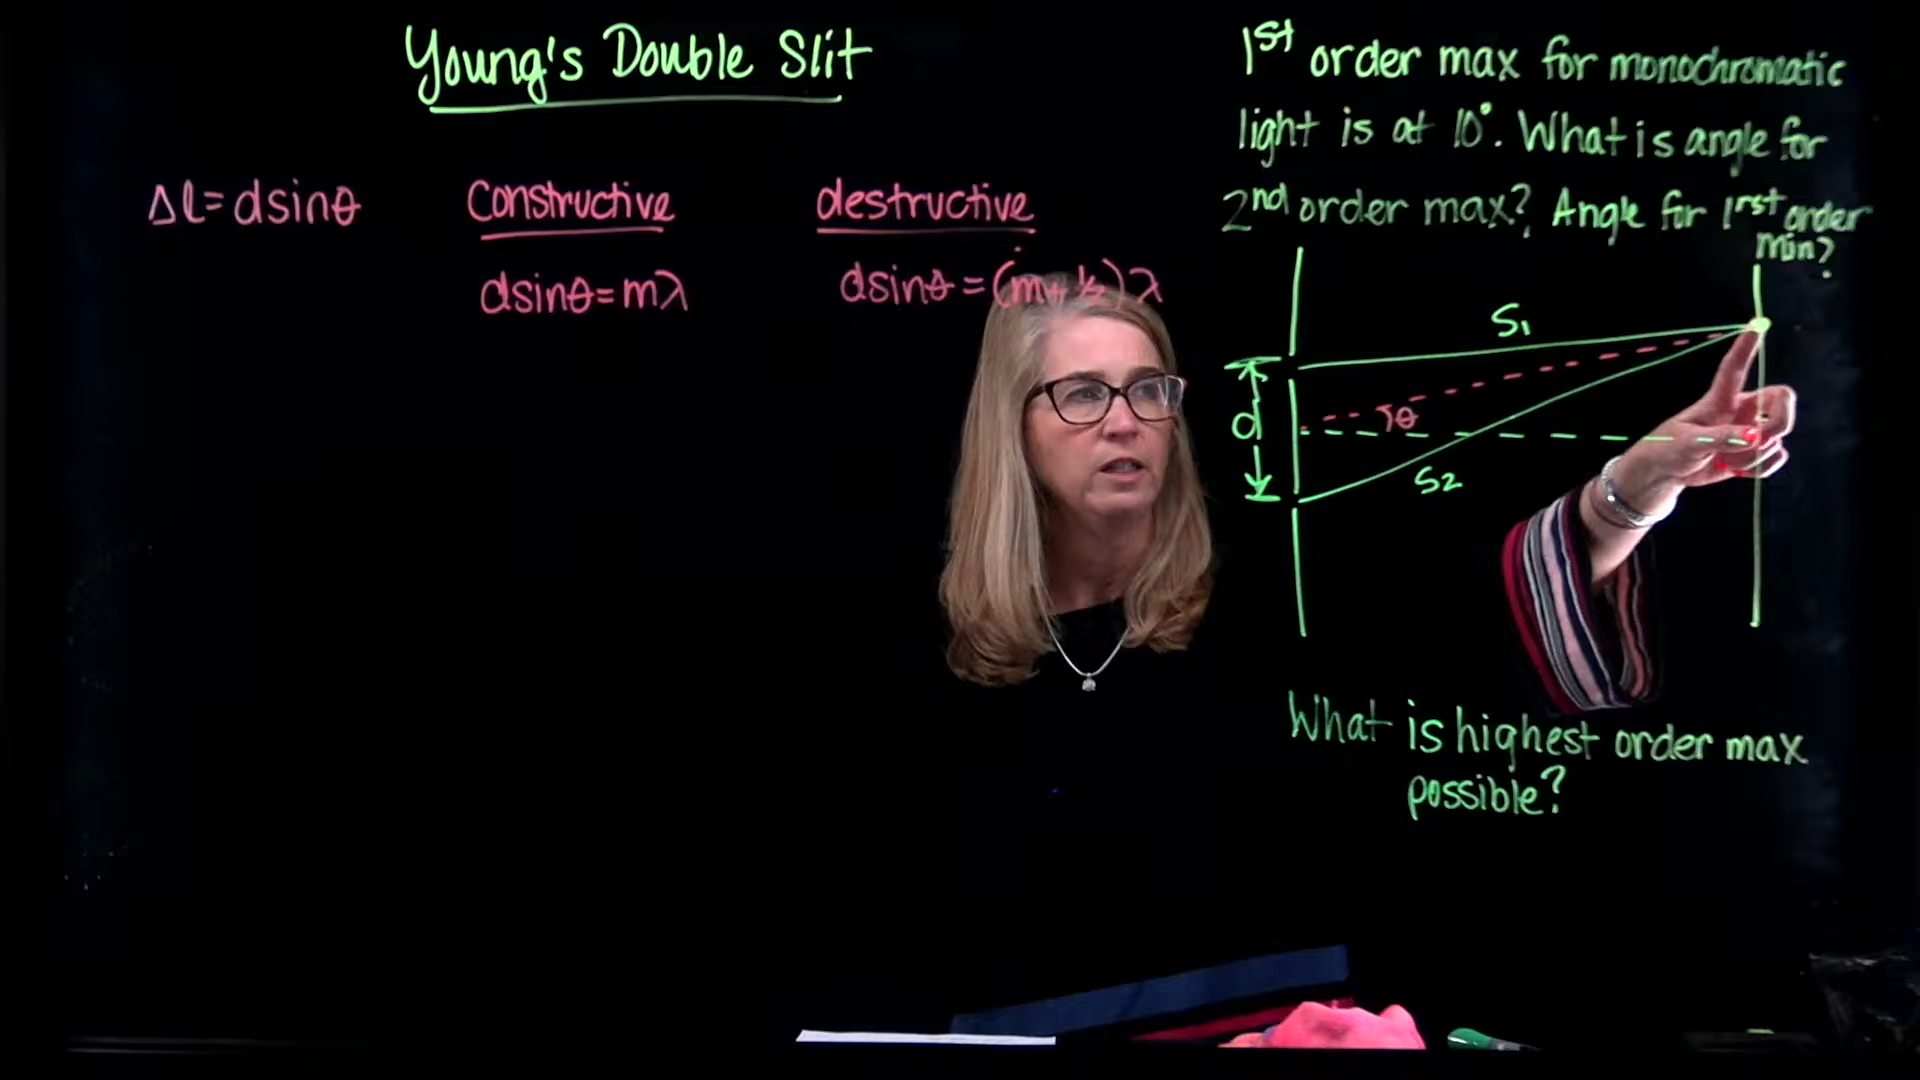 Young's Double Slit
Δl = dsinθ
Constructive
dsinθ = mλ
destructive
dsinθ = (m + 1/2) λ
1st order max for monochromatic
light is at 10°. What is angle for
2nd order max? Angle for 1rst order
min?
S1
d
θ
S2
What is highest order max
possible?